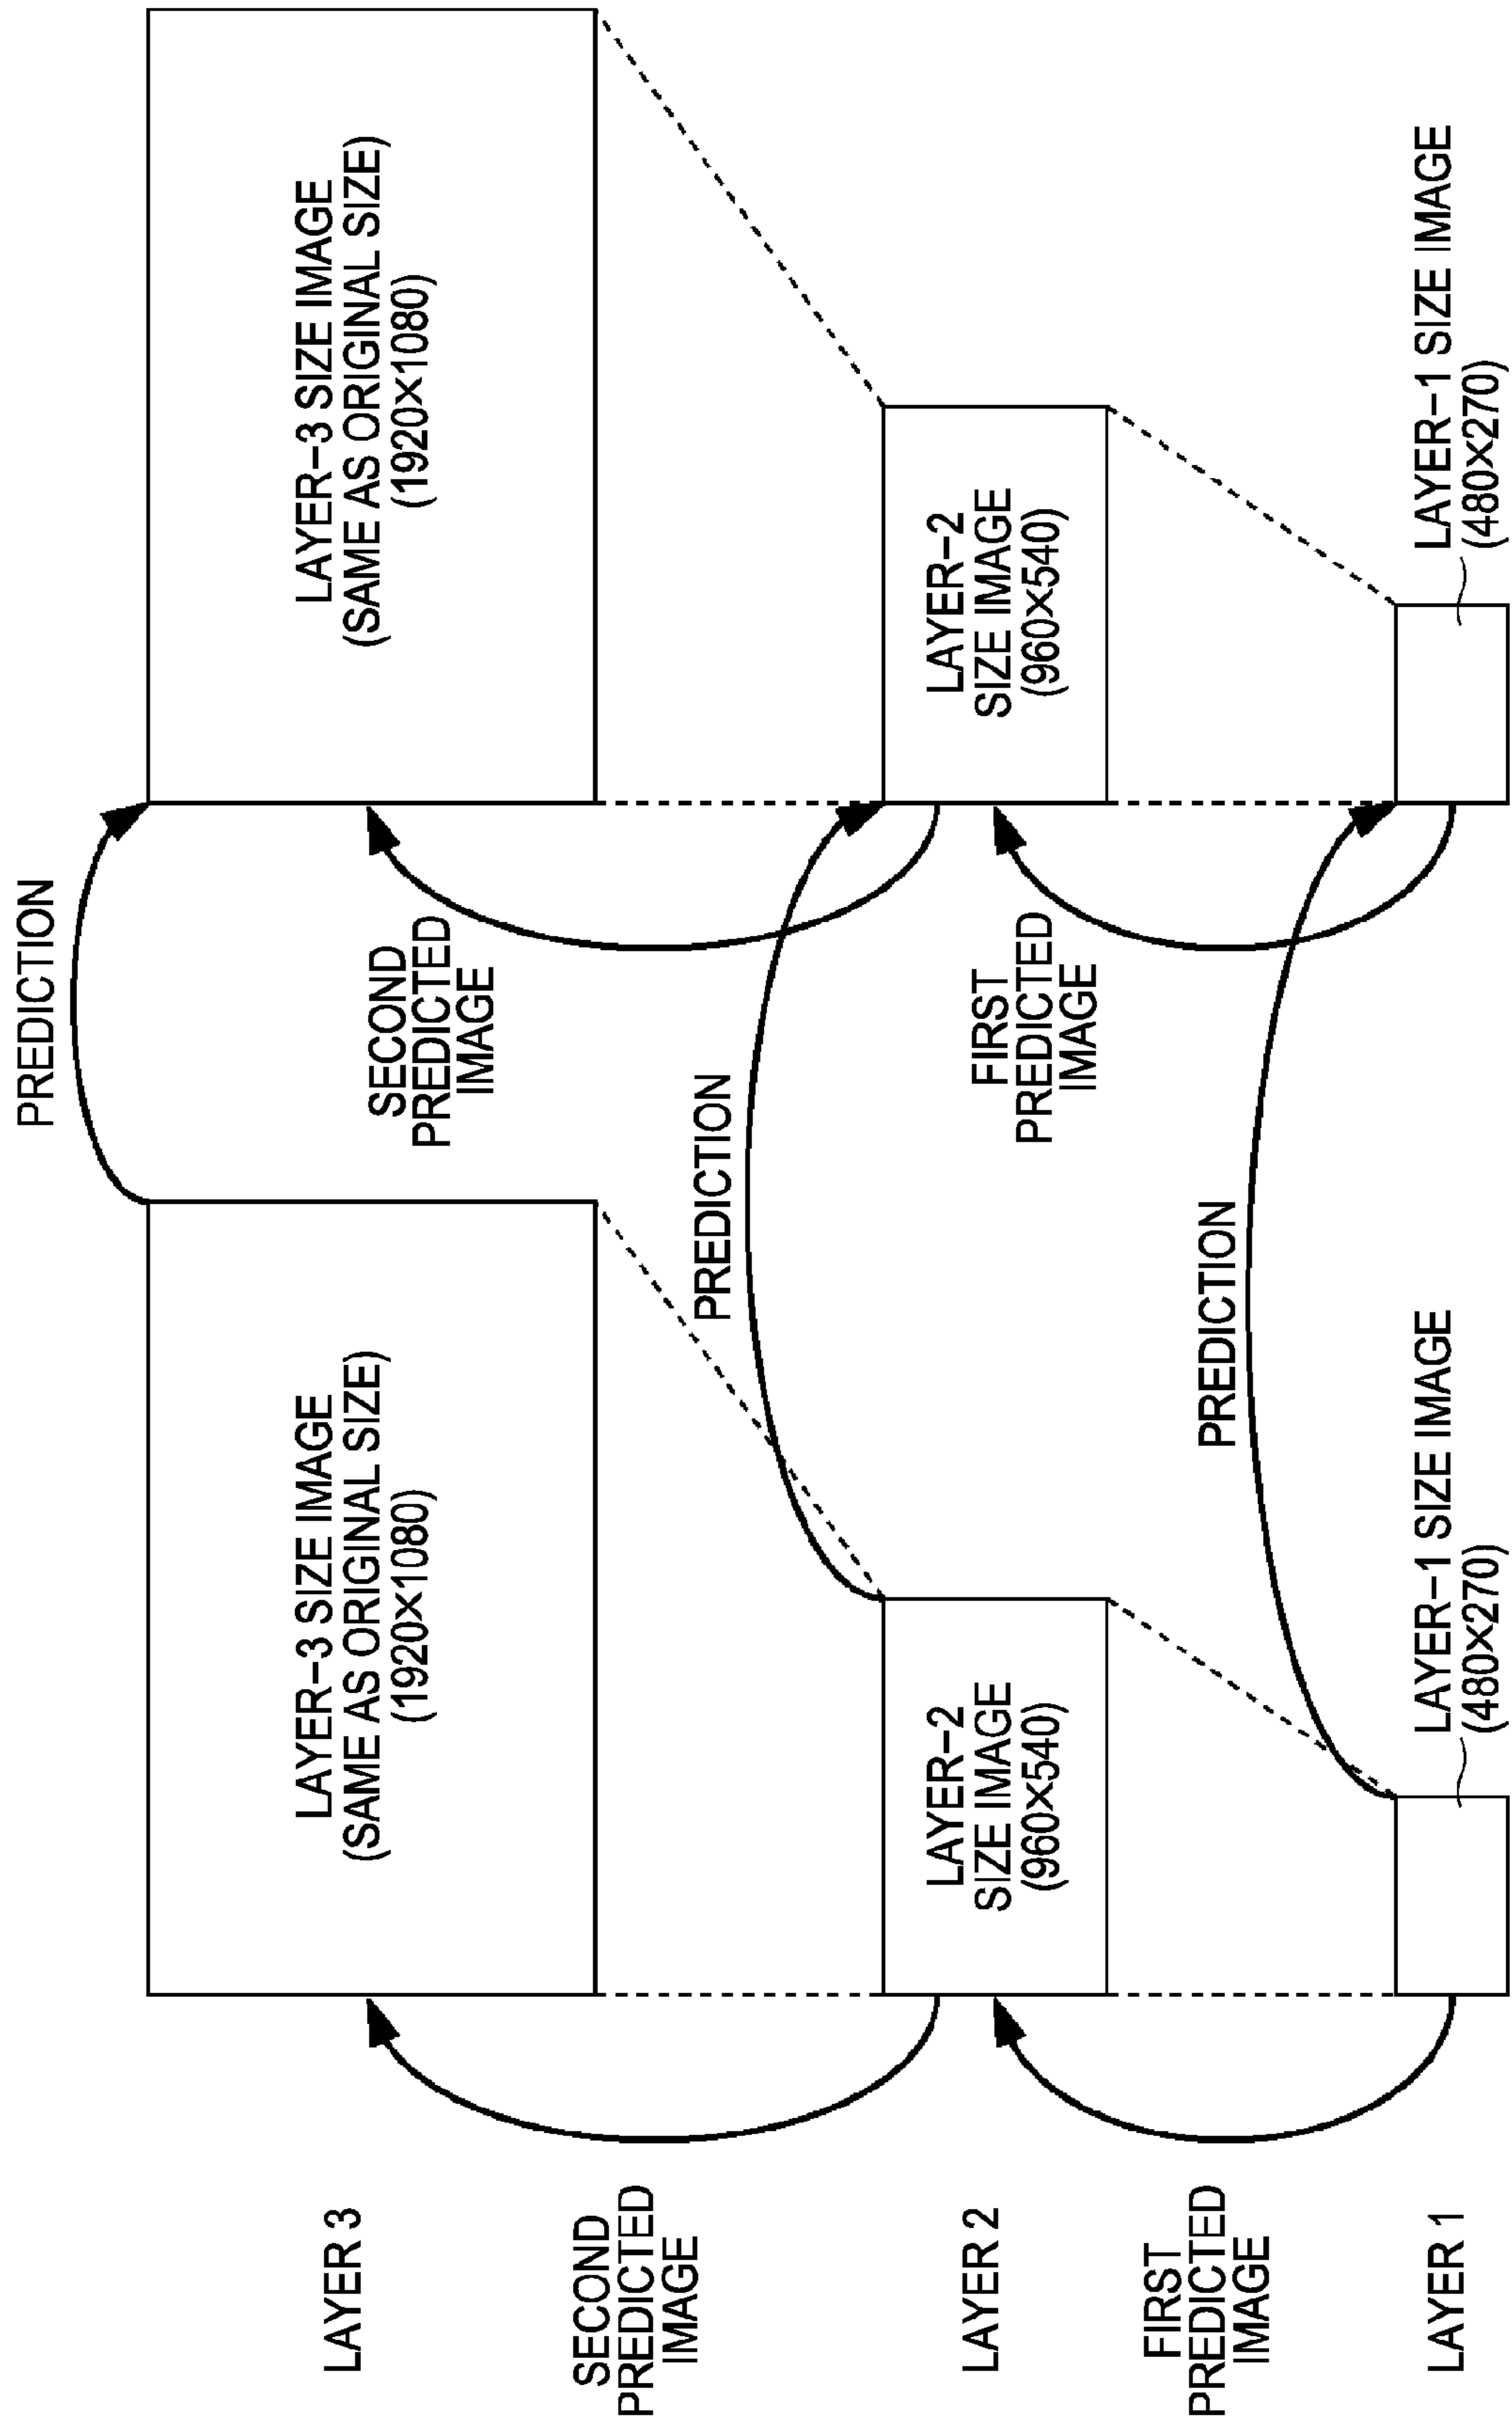 PREDICTION
LAYER 3
LAYER-3 SIZE IMAGE
(SAME AS ORIGINAL SIZE)
(1920×1080)
LAYER-3 SIZE IMAGE
(SAME AS ORIGINAL SIZE)
(1920×1080)
SECOND
PREDICTED
IMAGE
SECOND
PREDICTED
IMAGE
PREDICTION
LAYER 2
LAYER-2
SIZE IMAGE
(960×540)
LAYER-2
SIZE IMAGE
(960×540)
FIRST
PREDICTED
IMAGE
FIRST
PREDICTED
IMAGE
PREDICTION
LAYER 1
LAYER-1 SIZE IMAGE
(480×270)
LAYER-1 SIZE IMAGE
(480×270)